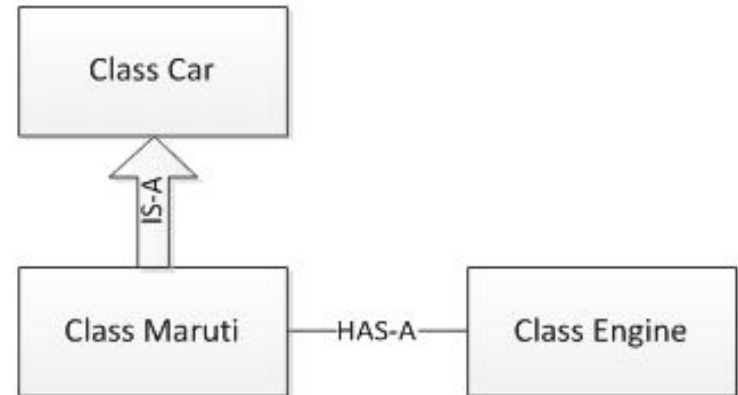 Class Car
IS-A
Class Maruti
HAS-A
Class Engine